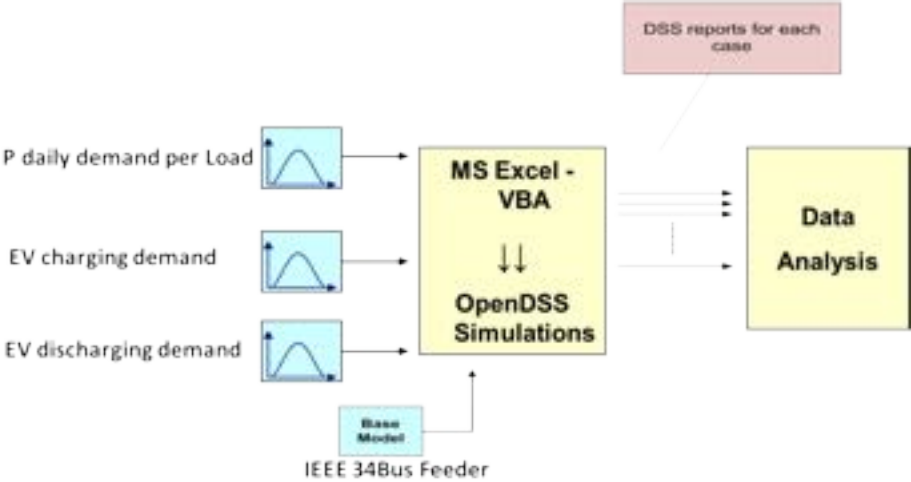 DSS reports for each
case
P daily demand per Load
MS Excel -
VBA
Data
Analysis
EV charging demand
OpenDSS
Simulations
EV discharging demand
Base
Model
IEEE 34Bus Feeder